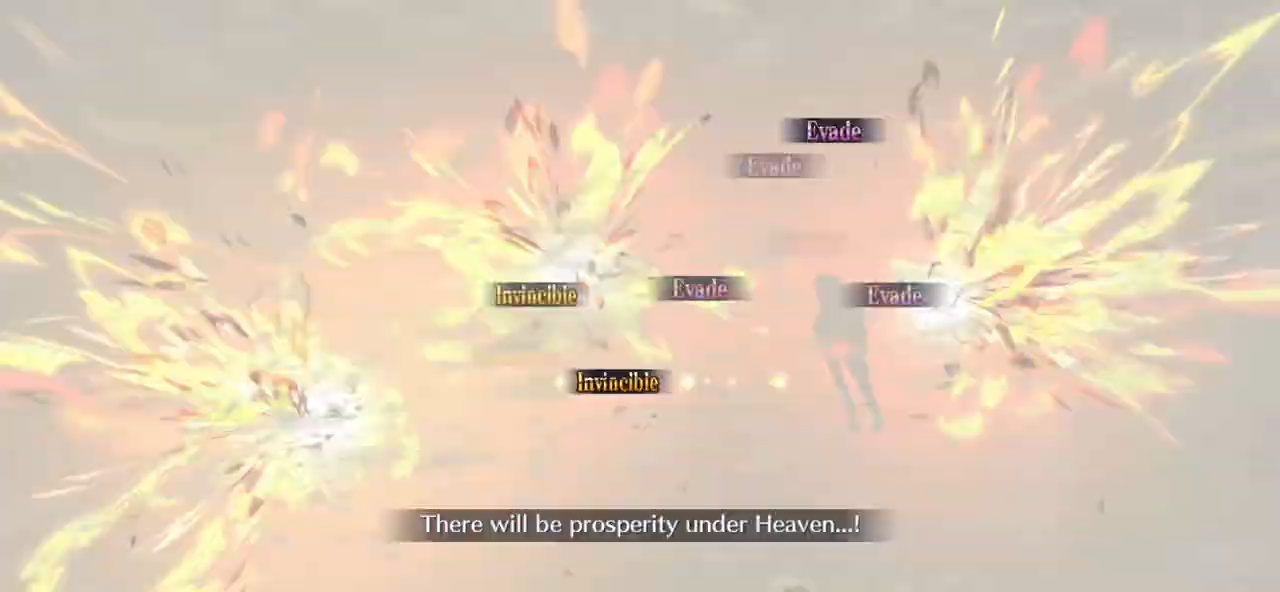 Evade
Evade
Evade
Invincible
Evade
Invincible
There will be prosperity under Heaven...!